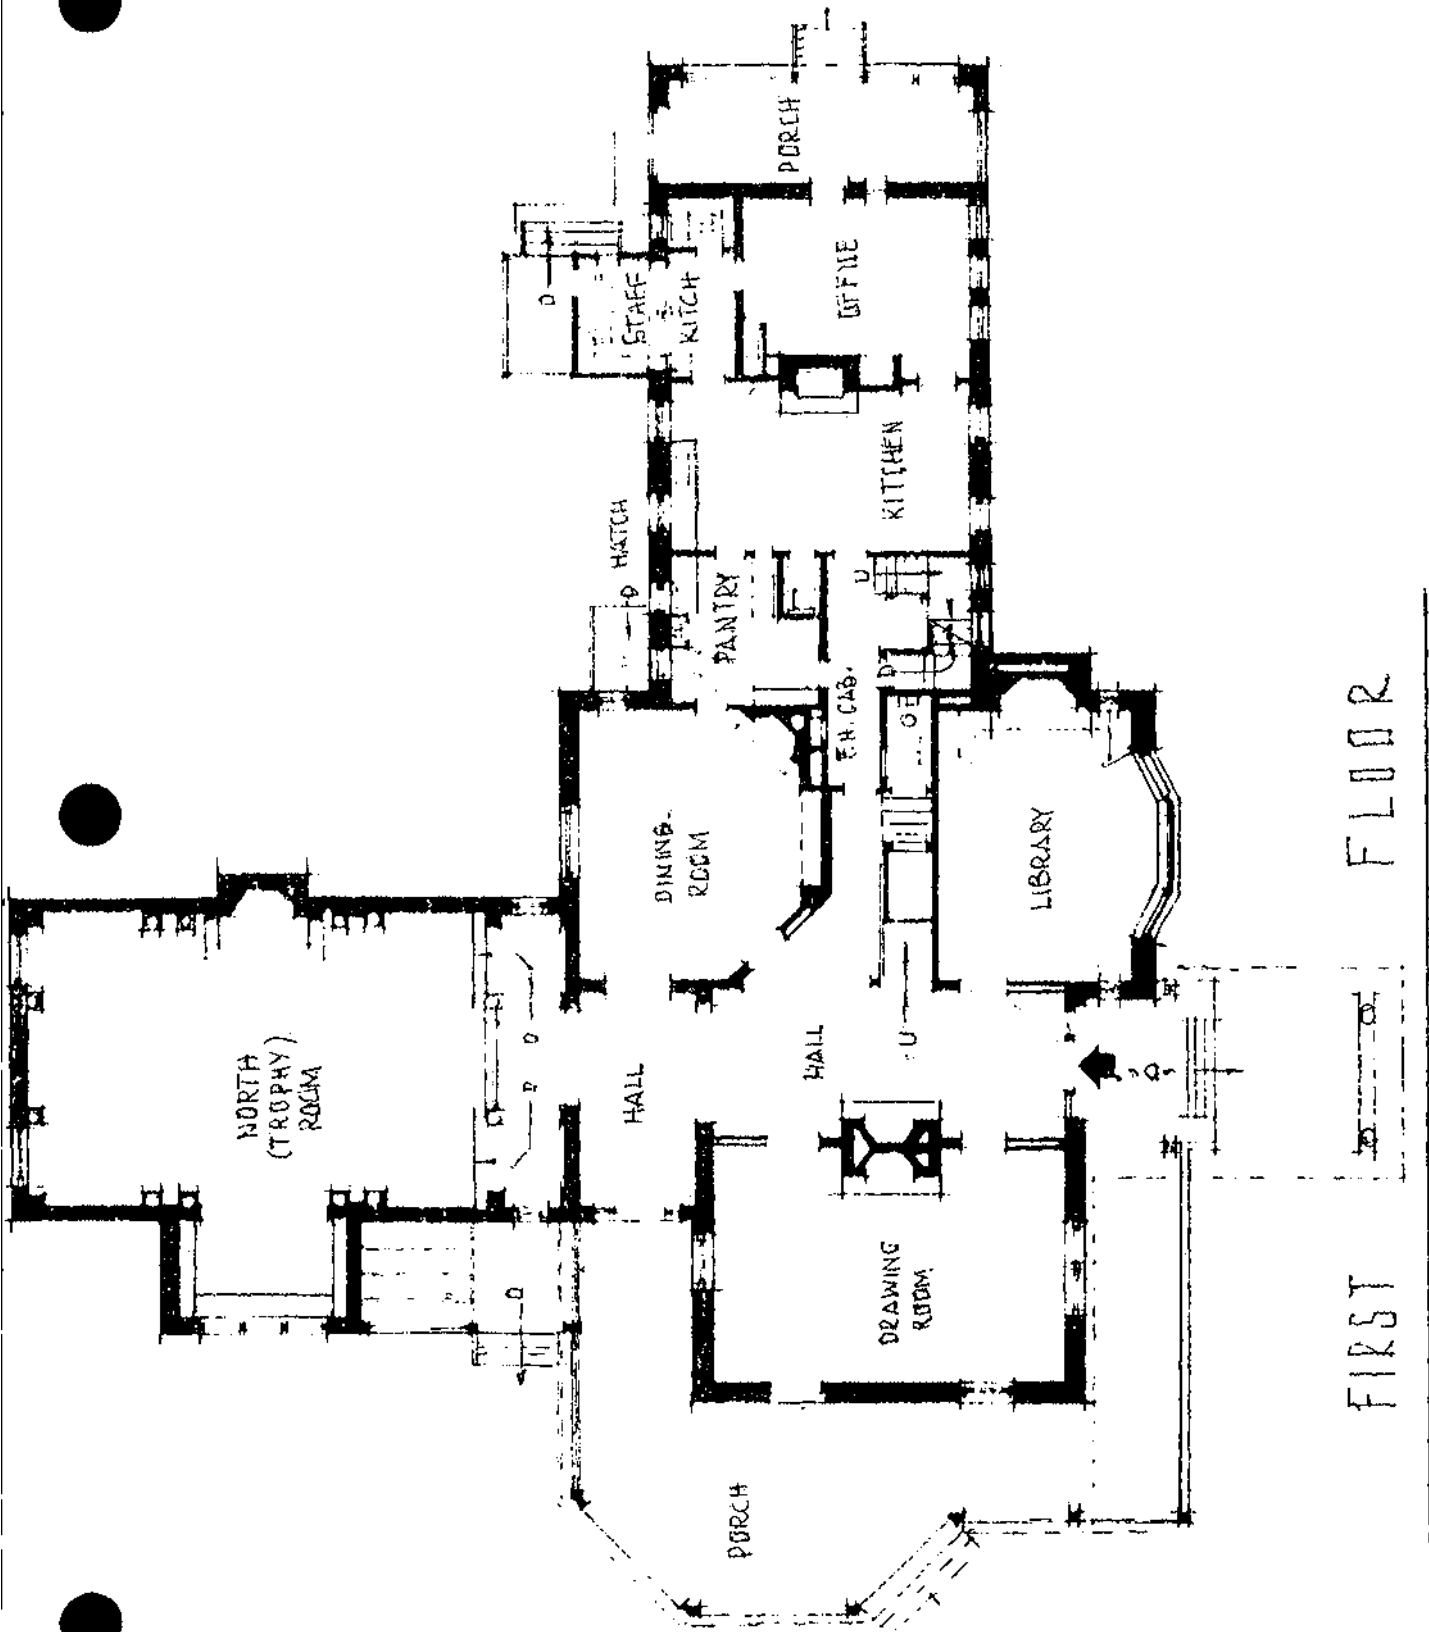 NORTH
(TROPHY)
ROOM
D
D
D
D
HATCH
D
HALL
STAFF
KITCH
DINING
ROOM
PANTRY
PORCH
PORCH
HALL
F.H. CAB.
OFFICE
U
DRAWING
ROOM
D
KITCHEN
U
LIBRARY
FIRST FLOOR